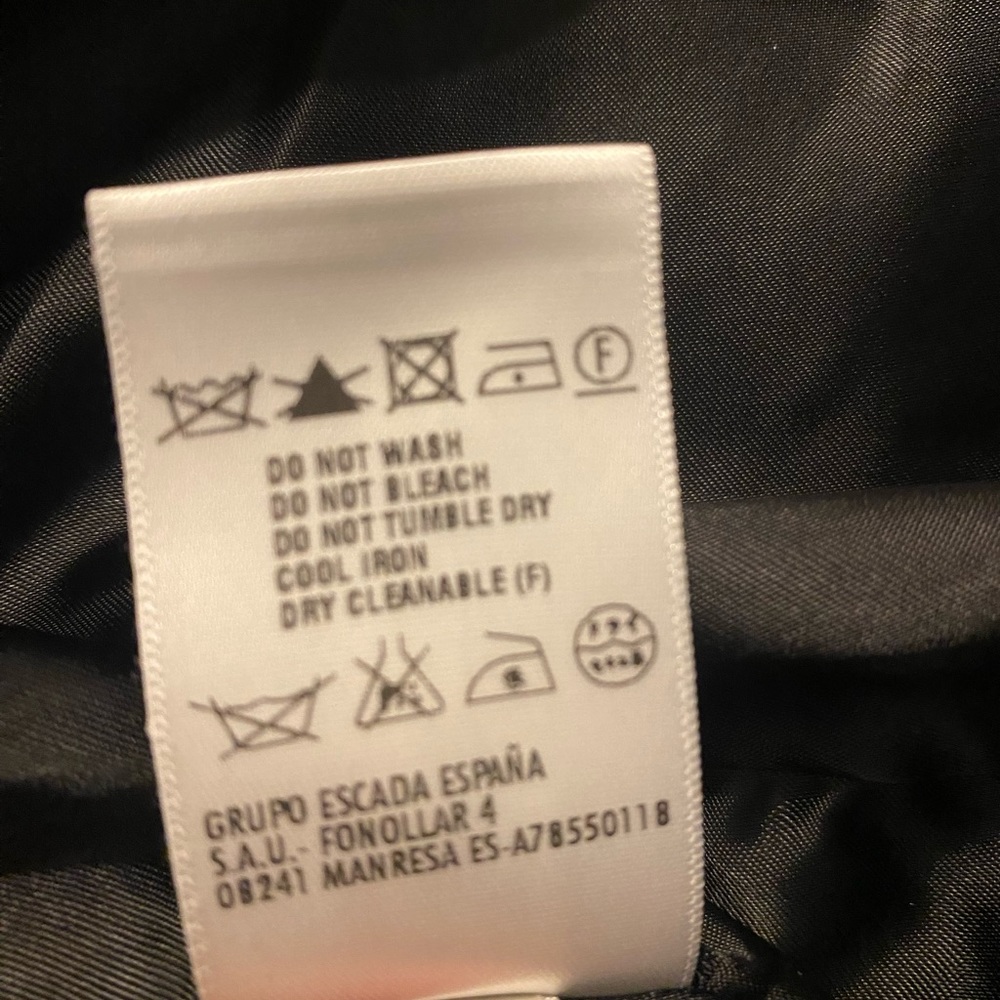 F
DO NOT WASH
DO NOT BLEACH
DO NOT TUMBLE DRY
COOL IRON
DRY CLEANABLE (F)
GRUPO ESCADA ESPAÑA
S.A.U.- FONOLLAR 4
08241 MANRESA ES-A78550118